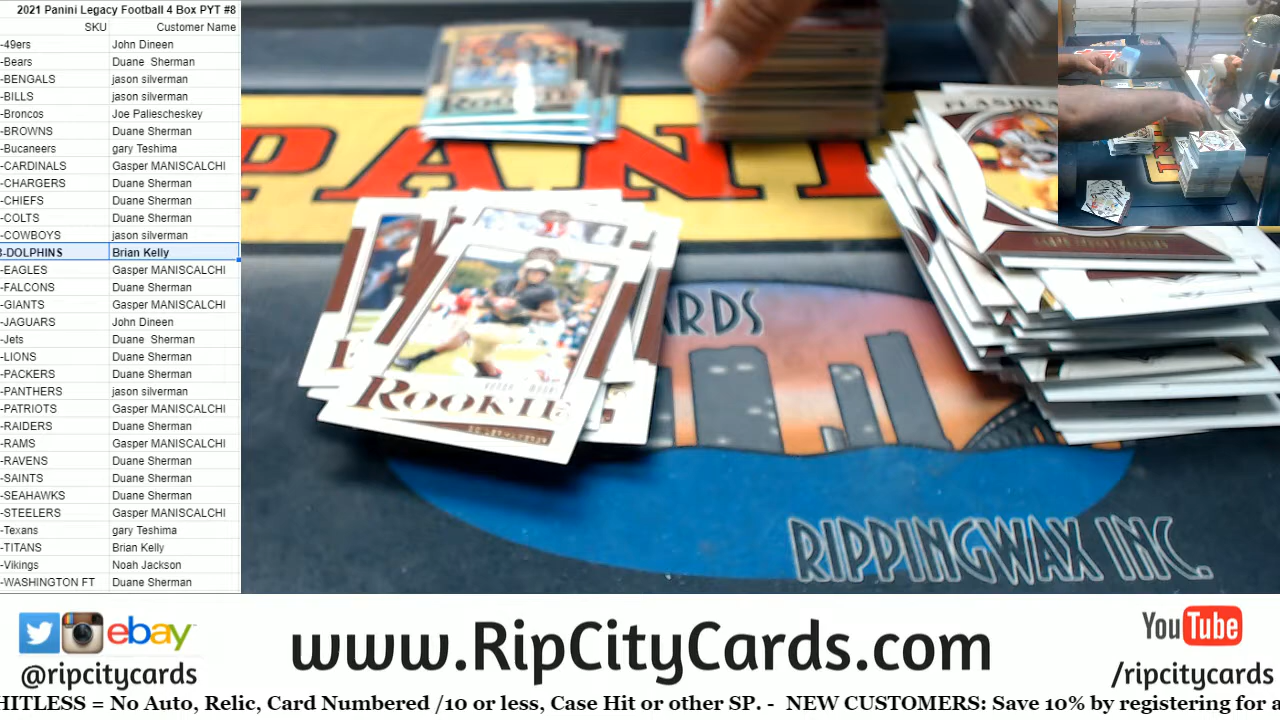 2021 Panini Legacy Football 4 Box PYT #8
SKU Customer Name
-49ers John Dineen
-Bears Duane Sherman
-BENGALS jason silverman
-BILLS jason silverman
-Broncos Joe Paliescheskey
-BROWNS Duane Sherman
-Bucaneers gary Teshima
-CARDINALS Gasper MANISCALCHI
-CHARGERS Duane Sherman
-CHIEFS Duane Sherman
-COLTS Duane Sherman
-COWBOYS jason silverman
-DOLPHINS Brian Kelly
-EAGLES Gasper MANISCALCHI
-FALCONS Duane Sherman
-GIANTS Gasper MANISCALCHI
-JAGUARS John Dineen
-Jets Duane Sherman
-LIONS Duane Sherman
-PACKERS Duane Sherman
-PANTHERS jason silverman
-PATRIOTS Gasper MANISCALCHI
-RAIDERS Duane Sherman
-RAMS Gasper MANISCALCHI
-RAVENS Duane Sherman
-SAINTS Duane Sherman
-SEAHAWKS Duane Sherman
-STEELERS Gasper MANISCALCHI
-Texans gary Teshima
-TITANS Brian Kelly
-Vikings Noah Jackson
-WASHINGTON FT Duane Sherman
ROOKIE
PANI
ARDS
ROOKIE
RIPPINGWAX INC.
ebay
@ripcitycards
www.RipCityCards.com
YouTube
/ripcitycards
HITLESS = No Auto, Relic, Card Numbered /10 or less, Case Hit or other SP. - NEW CUSTOMERS: Save 10% by registering for a